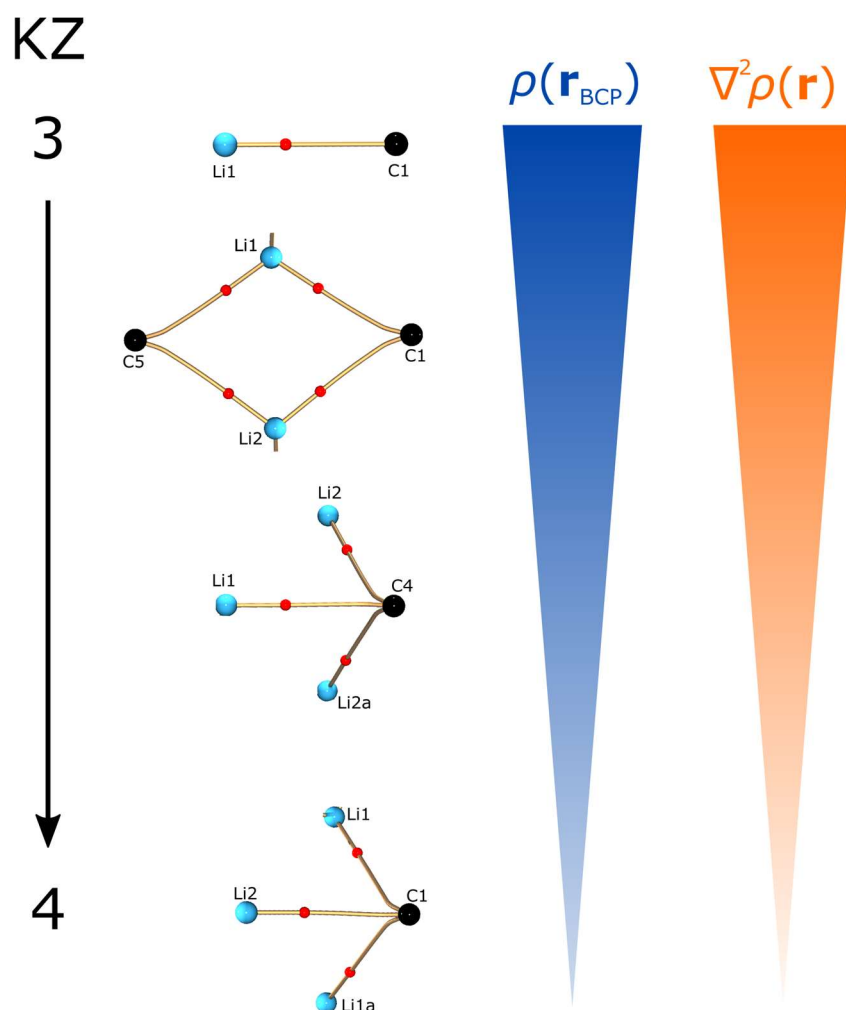 KZ
ρ(r_BCP) ∇²ρ(r)
3
Li1 C1
Li1
C5 C1
Li2
Li2
Li1 C4
Li2a
Li1
4
Li2 C1
Li1a